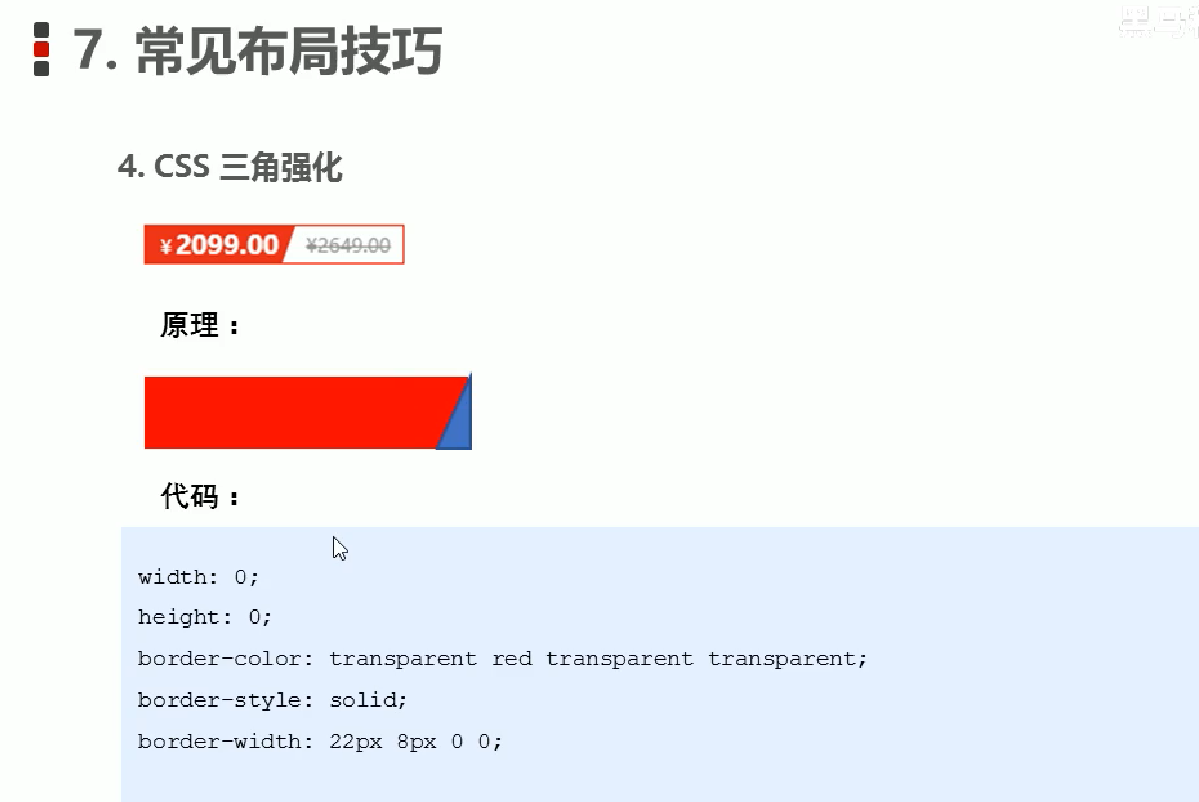 7. 常见布局技巧
4. CSS 三角强化
¥2099.00 ¥2649.00
原理：
代码：
width: 0;
height: 0;
border-color: transparent red transparent transparent;
border-style: solid;
border-width: 22px 8px 0 0;